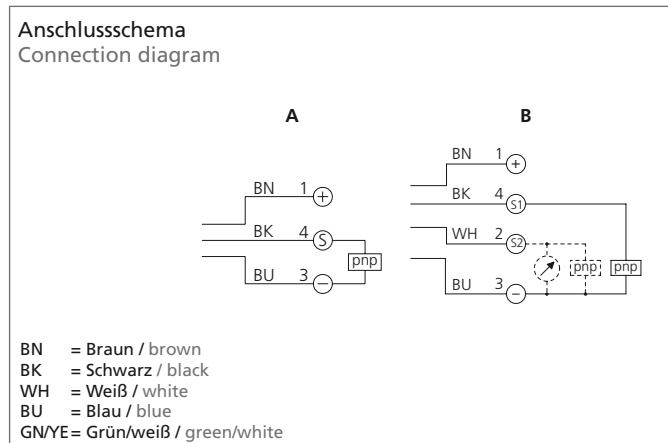 Anschlussschema
Connection diagram
A
BN 1 +
BK 4 S
pnp
BU 3 −
B
BN 1 +
BK 4 S1
WH 2 S2
pnp pnp
BU 3 −
BN = Braun / brown
BK = Schwarz / black
WH = Weiß / white
BU = Blau / blue
GN/YE= Grün/weiß / green/white